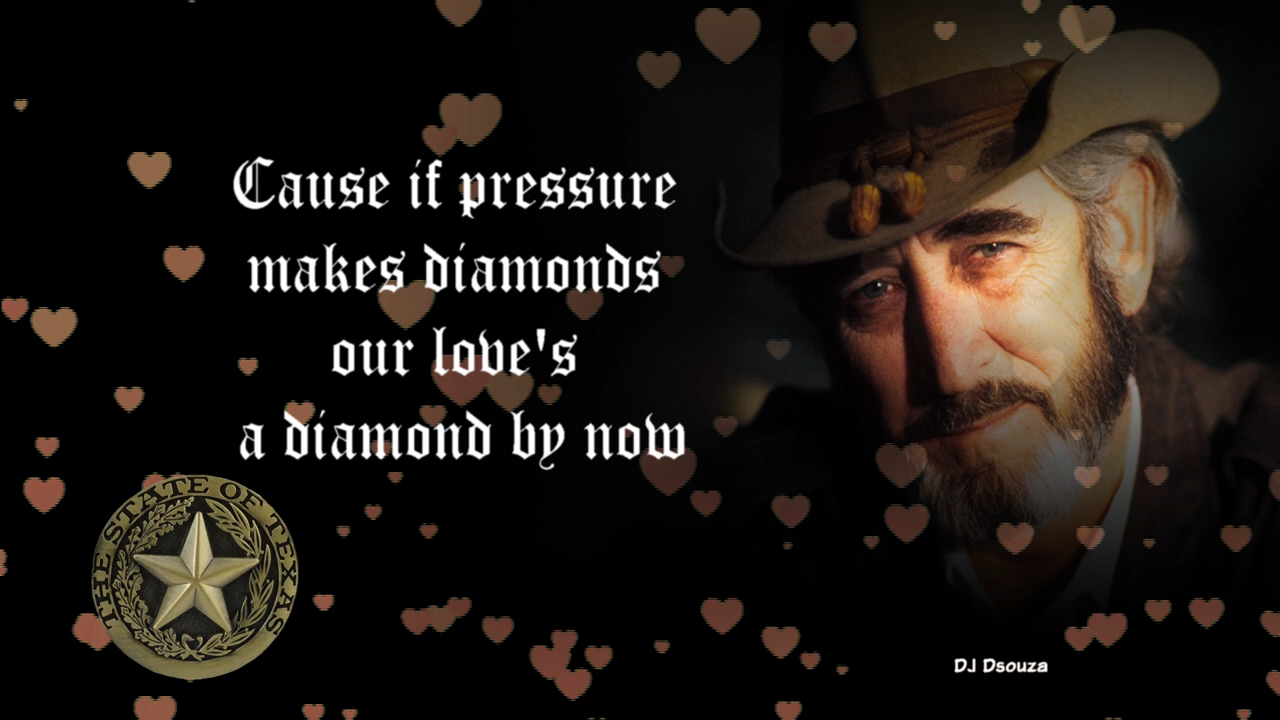 Cause if pressure
makes diamonds
our love's
a diamond by now
THE STATE OF TEXAS
DJ Dsouza